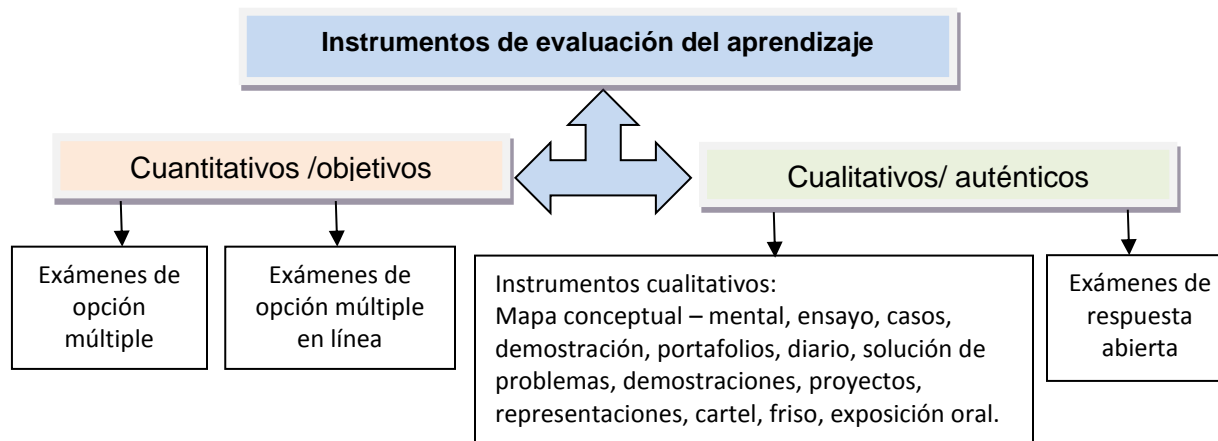 Instrumentos de evaluación del aprendizaje
Cuantitativos /objetivos
Cualitativos/ auténticos
Exámenes de
opción
múltiple
Exámenes de
opción múltiple
en línea
Instrumentos cualitativos:
Mapa conceptual – mental, ensayo, casos,
demostración, portafolios, diario, solución de
problemas, demostraciones, proyectos,
representaciones, cartel, friso, exposición oral.
Exámenes de
respuesta
abierta